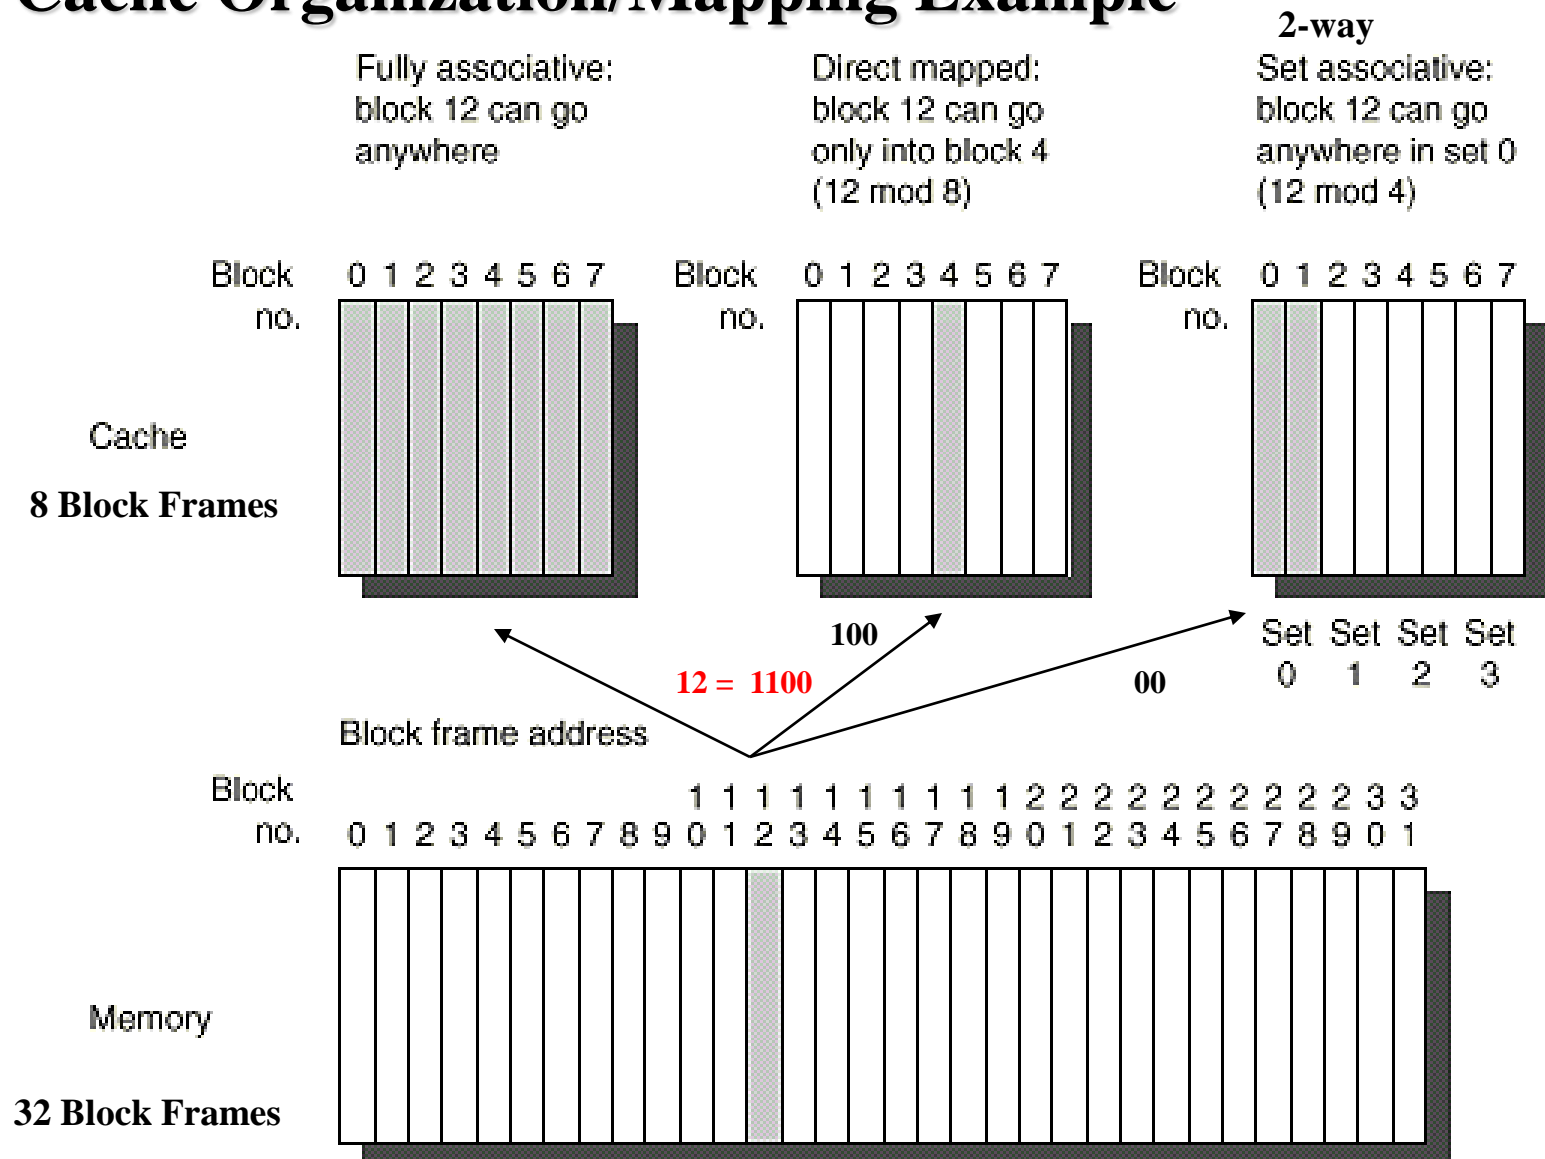 Cache Organization/Mapping Example
2-way
Fully associative:
block 12 can go
anywhere
Direct mapped:
block 12 can go
only into block 4
(12 mod 8)
Set associative:
block 12 can go
anywhere in set 0
(12 mod 4)
Block no. 0 1 2 3 4 5 6 7
Block no. 0 1 2 3 4 5 6 7
Block no. 0 1 2 3 4 5 6 7
Cache
8 Block Frames
100
12 = 1100
00
Set Set Set Set
0 1 2 3
Block frame address
Block 1 1 1 1 1 1 1 1 1 1 2 2 2 2 2 2 2 2 2 2 3 3
no. 0 1 2 3 4 5 6 7 8 9 0 1 2 3 4 5 6 7 8 9 0 1 2 3 4 5 6 7 8 9 0 1
Memory
32 Block Frames